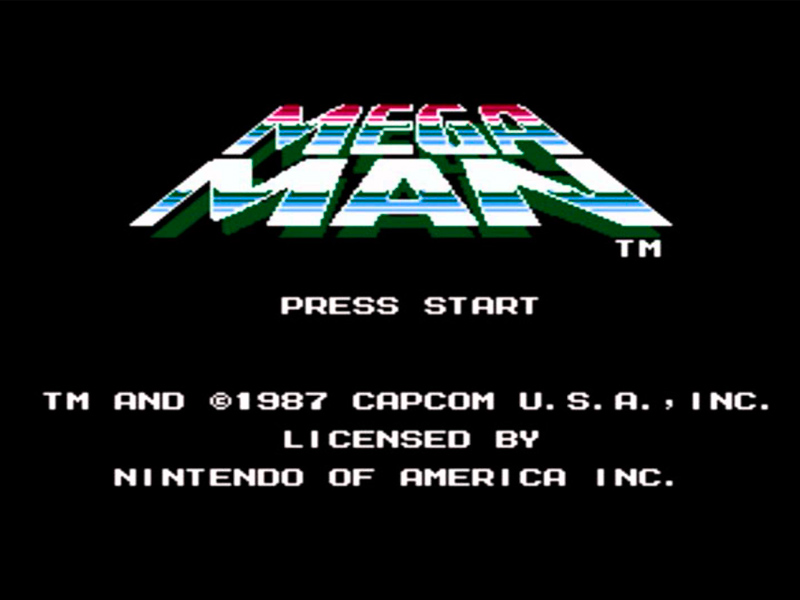 MEGA
MAN
TM
PRESS START
TM AND ©1987 CAPCOM U.S.A., INC.
LICENSED BY
NINTENDO OF AMERICA INC.